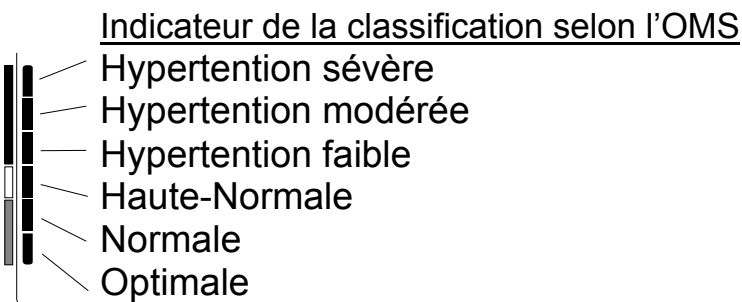 Indicateur de la classification selon l’OMS
Hypertention sévère
Hypertention modérée
Hypertention faible
Haute-Normale
Normale
Optimale